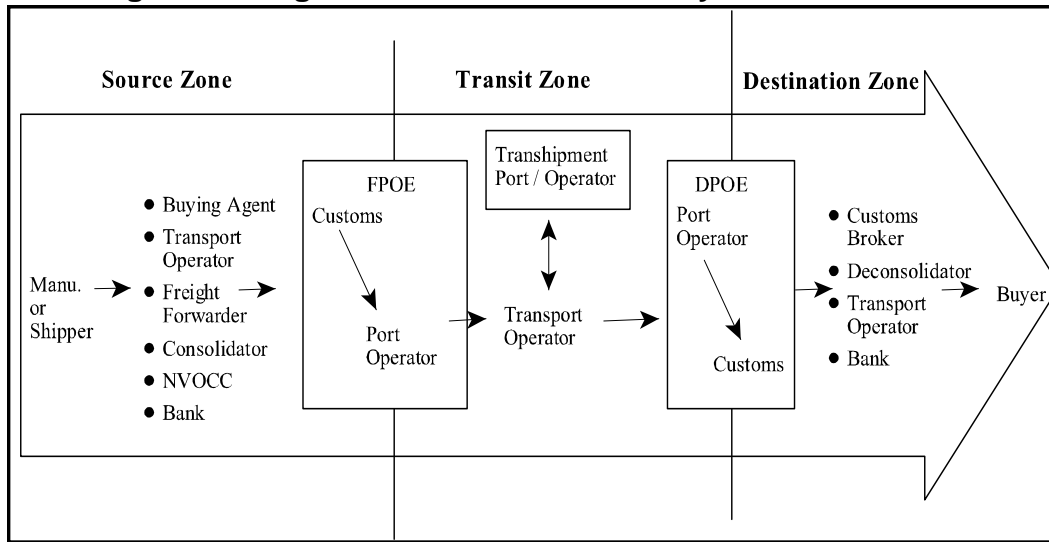 Source Zone
Transit Zone
Destination Zone
Manu.
or
Shipper
● Buying Agent
● Transport
Operator
● Freight
Forwarder
● Consolidator
● NVOCC
● Bank
FPOE
Customs
Port
Operator
Transhipment
Port / Operator
Transport
Operator
DPOE
Port
Operator
Customs
● Customs
Broker
● Deconsolidator
● Transport
Operator
● Bank
Buyer